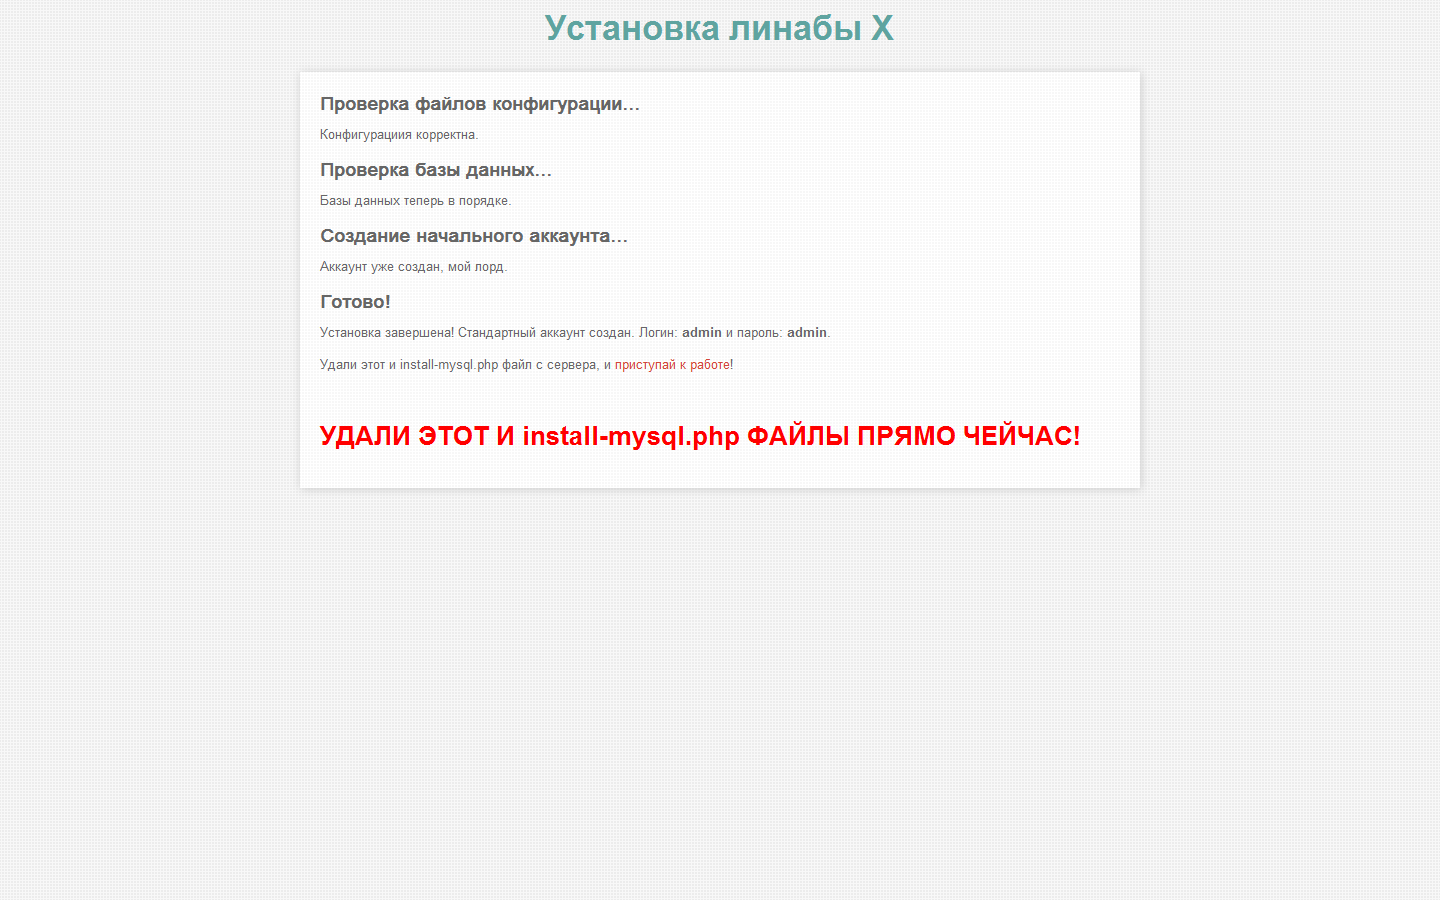 Установка линабы X
Проверка файлов конфигурации...
Конфигурациия корректна.
Проверка базы данных...
Базы данных теперь в порядке.
Создание начального аккаунта...
Аккаунт уже создан, мой лорд.
Готово!
Установка завершена! Стандартный аккаунт создан. Логин: admin и пароль: admin.
Удали этот и install-mysql.php файл с сервера, и приступай к работе!
УДАЛИ ЭТОТ И install-mysql.php ФАЙЛЫ ПРЯМО ЧЕЙЧАС!